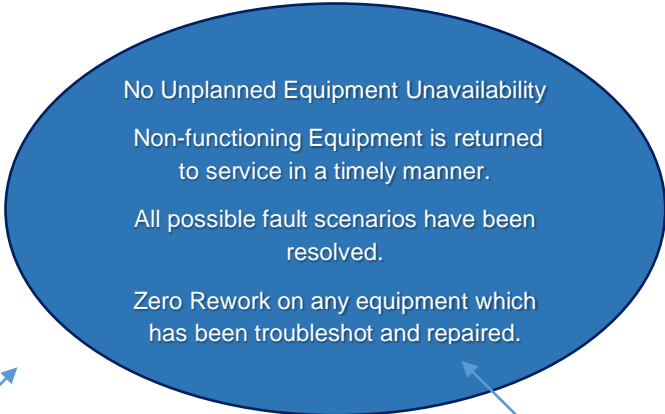 No Unplanned Equipment Unavailability
Non-functioning Equipment is returned
to service in a timely manner.
All possible fault scenarios have been
resolved.
Zero Rework on any equipment which
has been troubleshot and repaired.